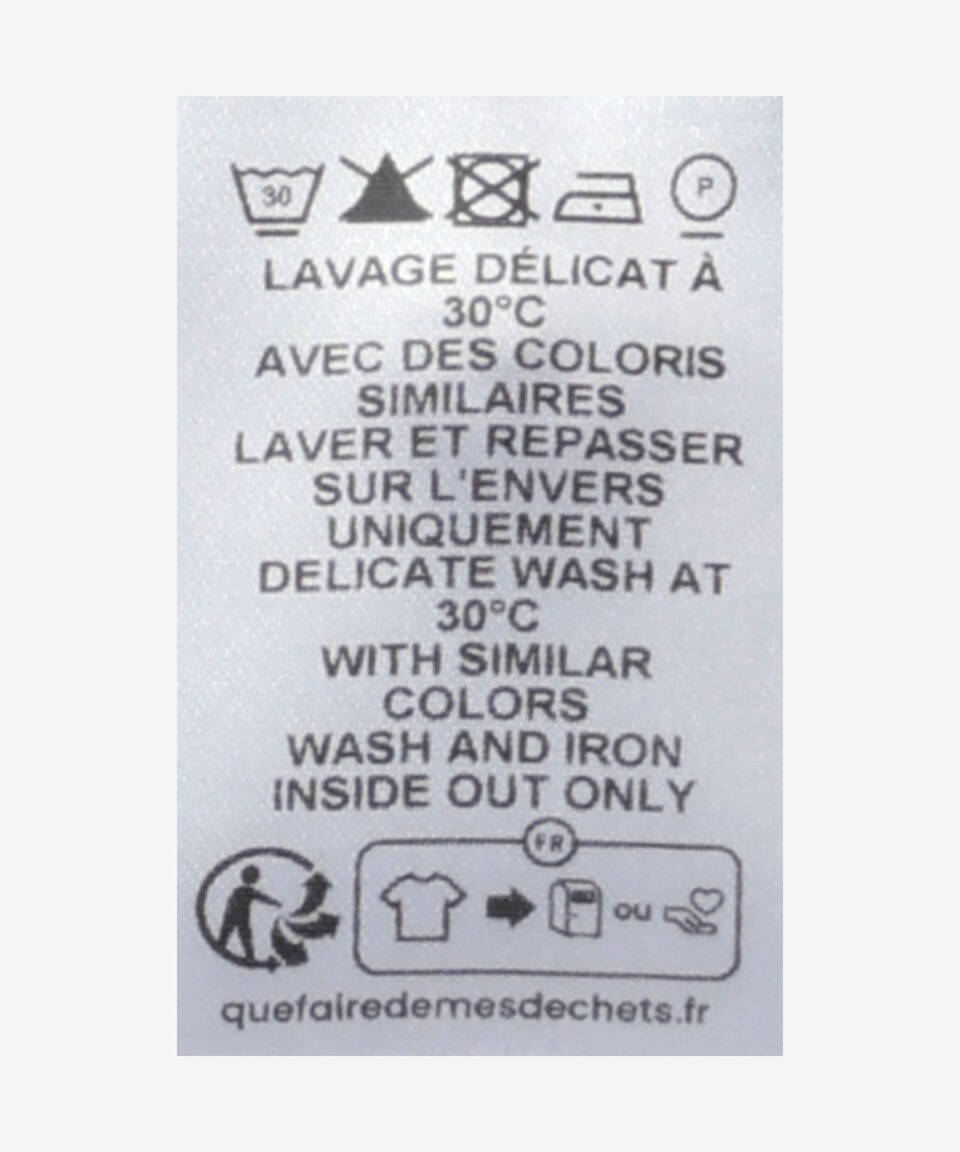 30 P
LAVAGE DÉLICAT À
30°C
AVEC DES COLORIS
SIMILAIRES
LAVER ET REPASSER
SUR L'ENVERS
UNIQUEMENT
DELICATE WASH AT
30°C
WITH SIMILAR
COLORS
WASH AND IRON
INSIDE OUT ONLY
FR
ou
quefairedemesdechets.fr